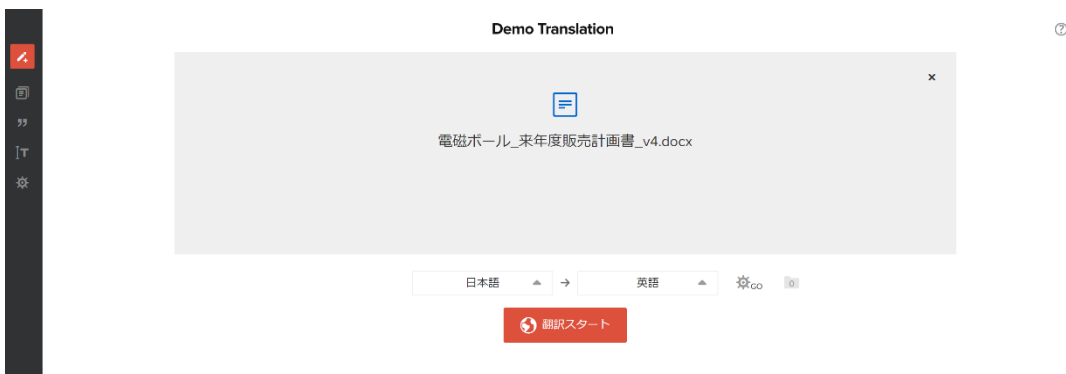 Demo Translation
電磁ボール_来年度販売計画書_v4.docx
日本語
英語
GO
0
翻訳スタート